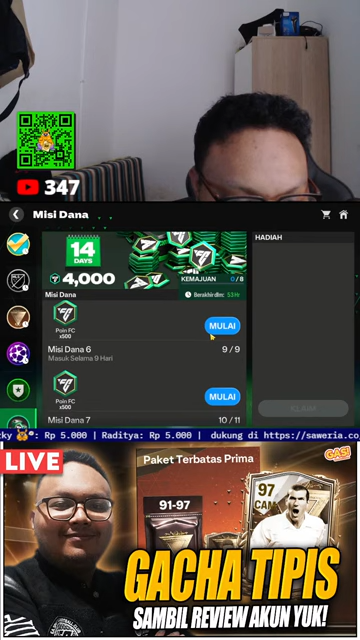 347
Misi Dana
HADIAH
14
DAYS
4,000
KEMAJUAN 0/8
Misi Dana
Berakhir dlm: 53 Hr
Poin FC
x500
MULAI
Misi Dana 6
9 / 9
Masuk Selama 9 Hari
Poin FC
x500
MULAI
Misi Dana 7
10 / 11
KLAIM
: Rp 5.000 | Raditya: Rp 5.000 | dukung di https://saweria.co
LIVE
GAS!
Paket Terbatas Prima
91-97
97
CAM
GACHA TIPIS
SAMBIL REVIEW AKUN YUK!